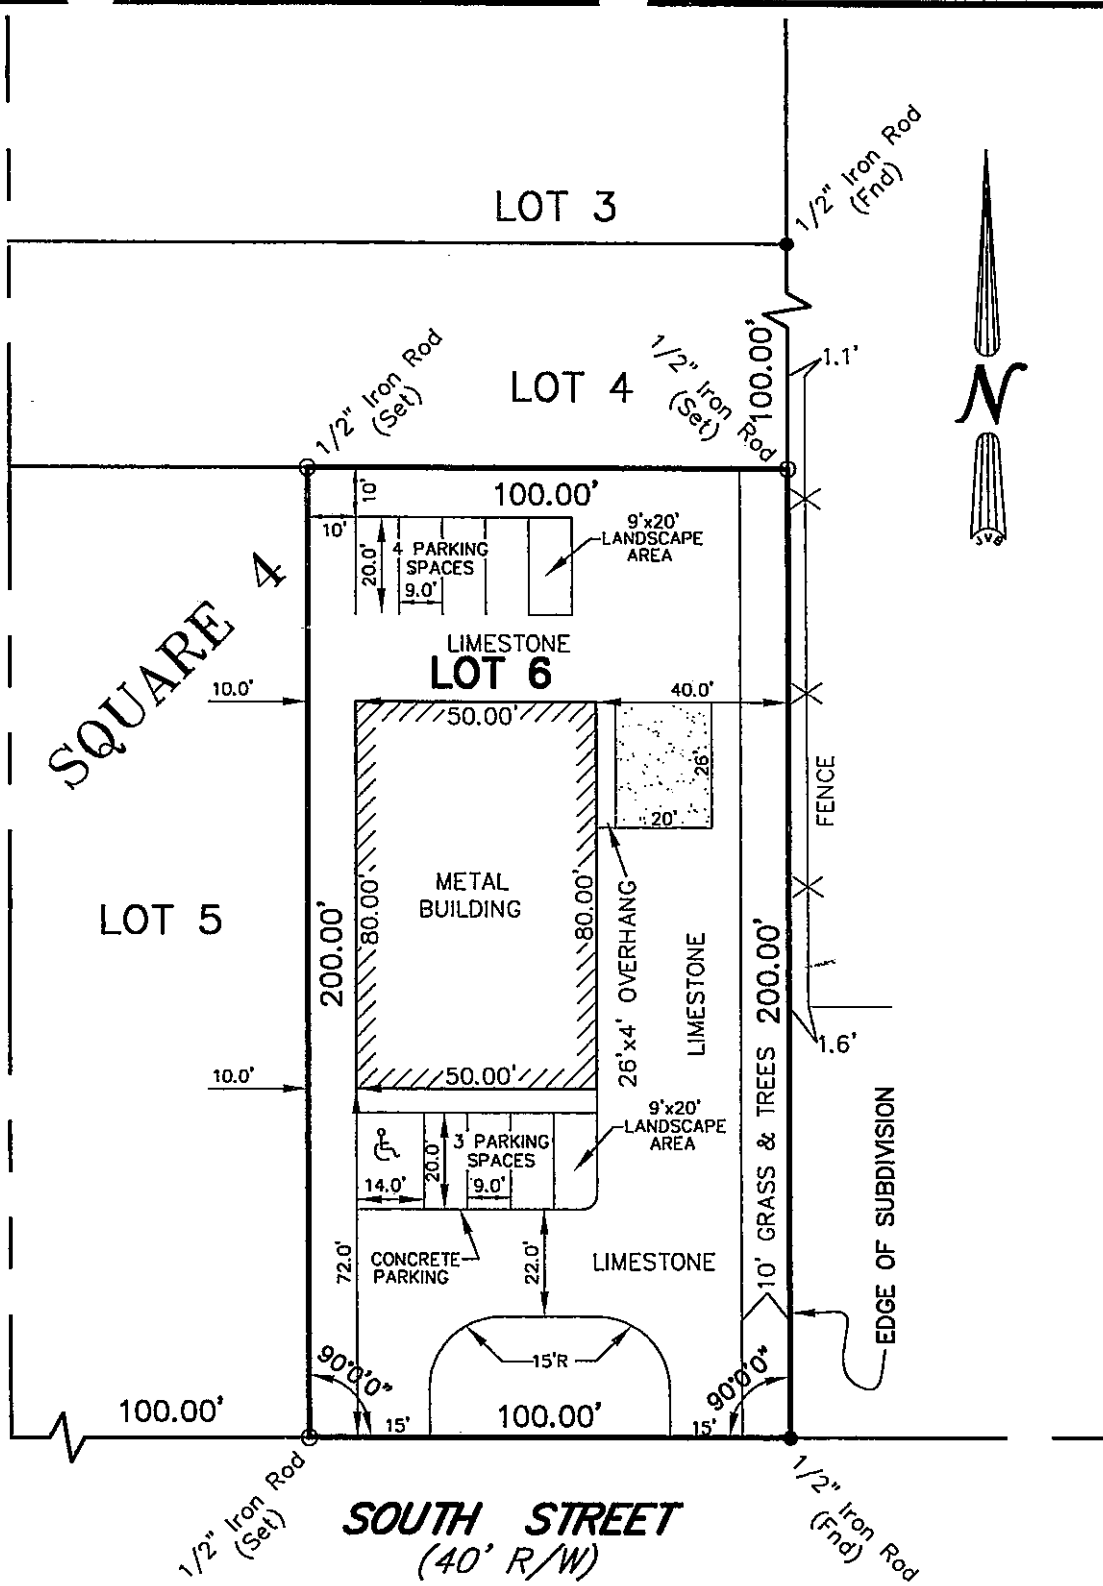 1/2" Iron Rod
(Fnd)
LOT 3
1/2" Iron Rod
(Set)
1/2" Iron Rod
(Set)
LOT 4
100.00'
1.1'
N
JVB
10'
100.00'
10'
9'x20'
LANDSCAPE
AREA
4 PARKING
SPACES
20.0'
9.0'
SQUARE 4
LIMESTONE
LOT 6
10.0'
40.0'
50.00'
26'
20'
FENCE
METAL
BUILDING
80.00'
80.00'
LOT 5
200.00'
26'x4' OVERHANG
LIMESTONE
200.00'
1.6'
10.0'
50.00'
9'x20'
LANDSCAPE
AREA
3 PARKING
SPACES
20.0'
14.0'
9.0'
10' GRASS & TREES
EDGE OF SUBDIVISION
72.0'
CONCRETE
PARKING
22.0'
LIMESTONE
15'R
90°0'0"
90°0'0"
100.00'
15'
100.00'
15'
1/2" Iron Rod
(Set)
SOUTH STREET
(40' R/W)
1/2" Iron Rod
(Fnd)